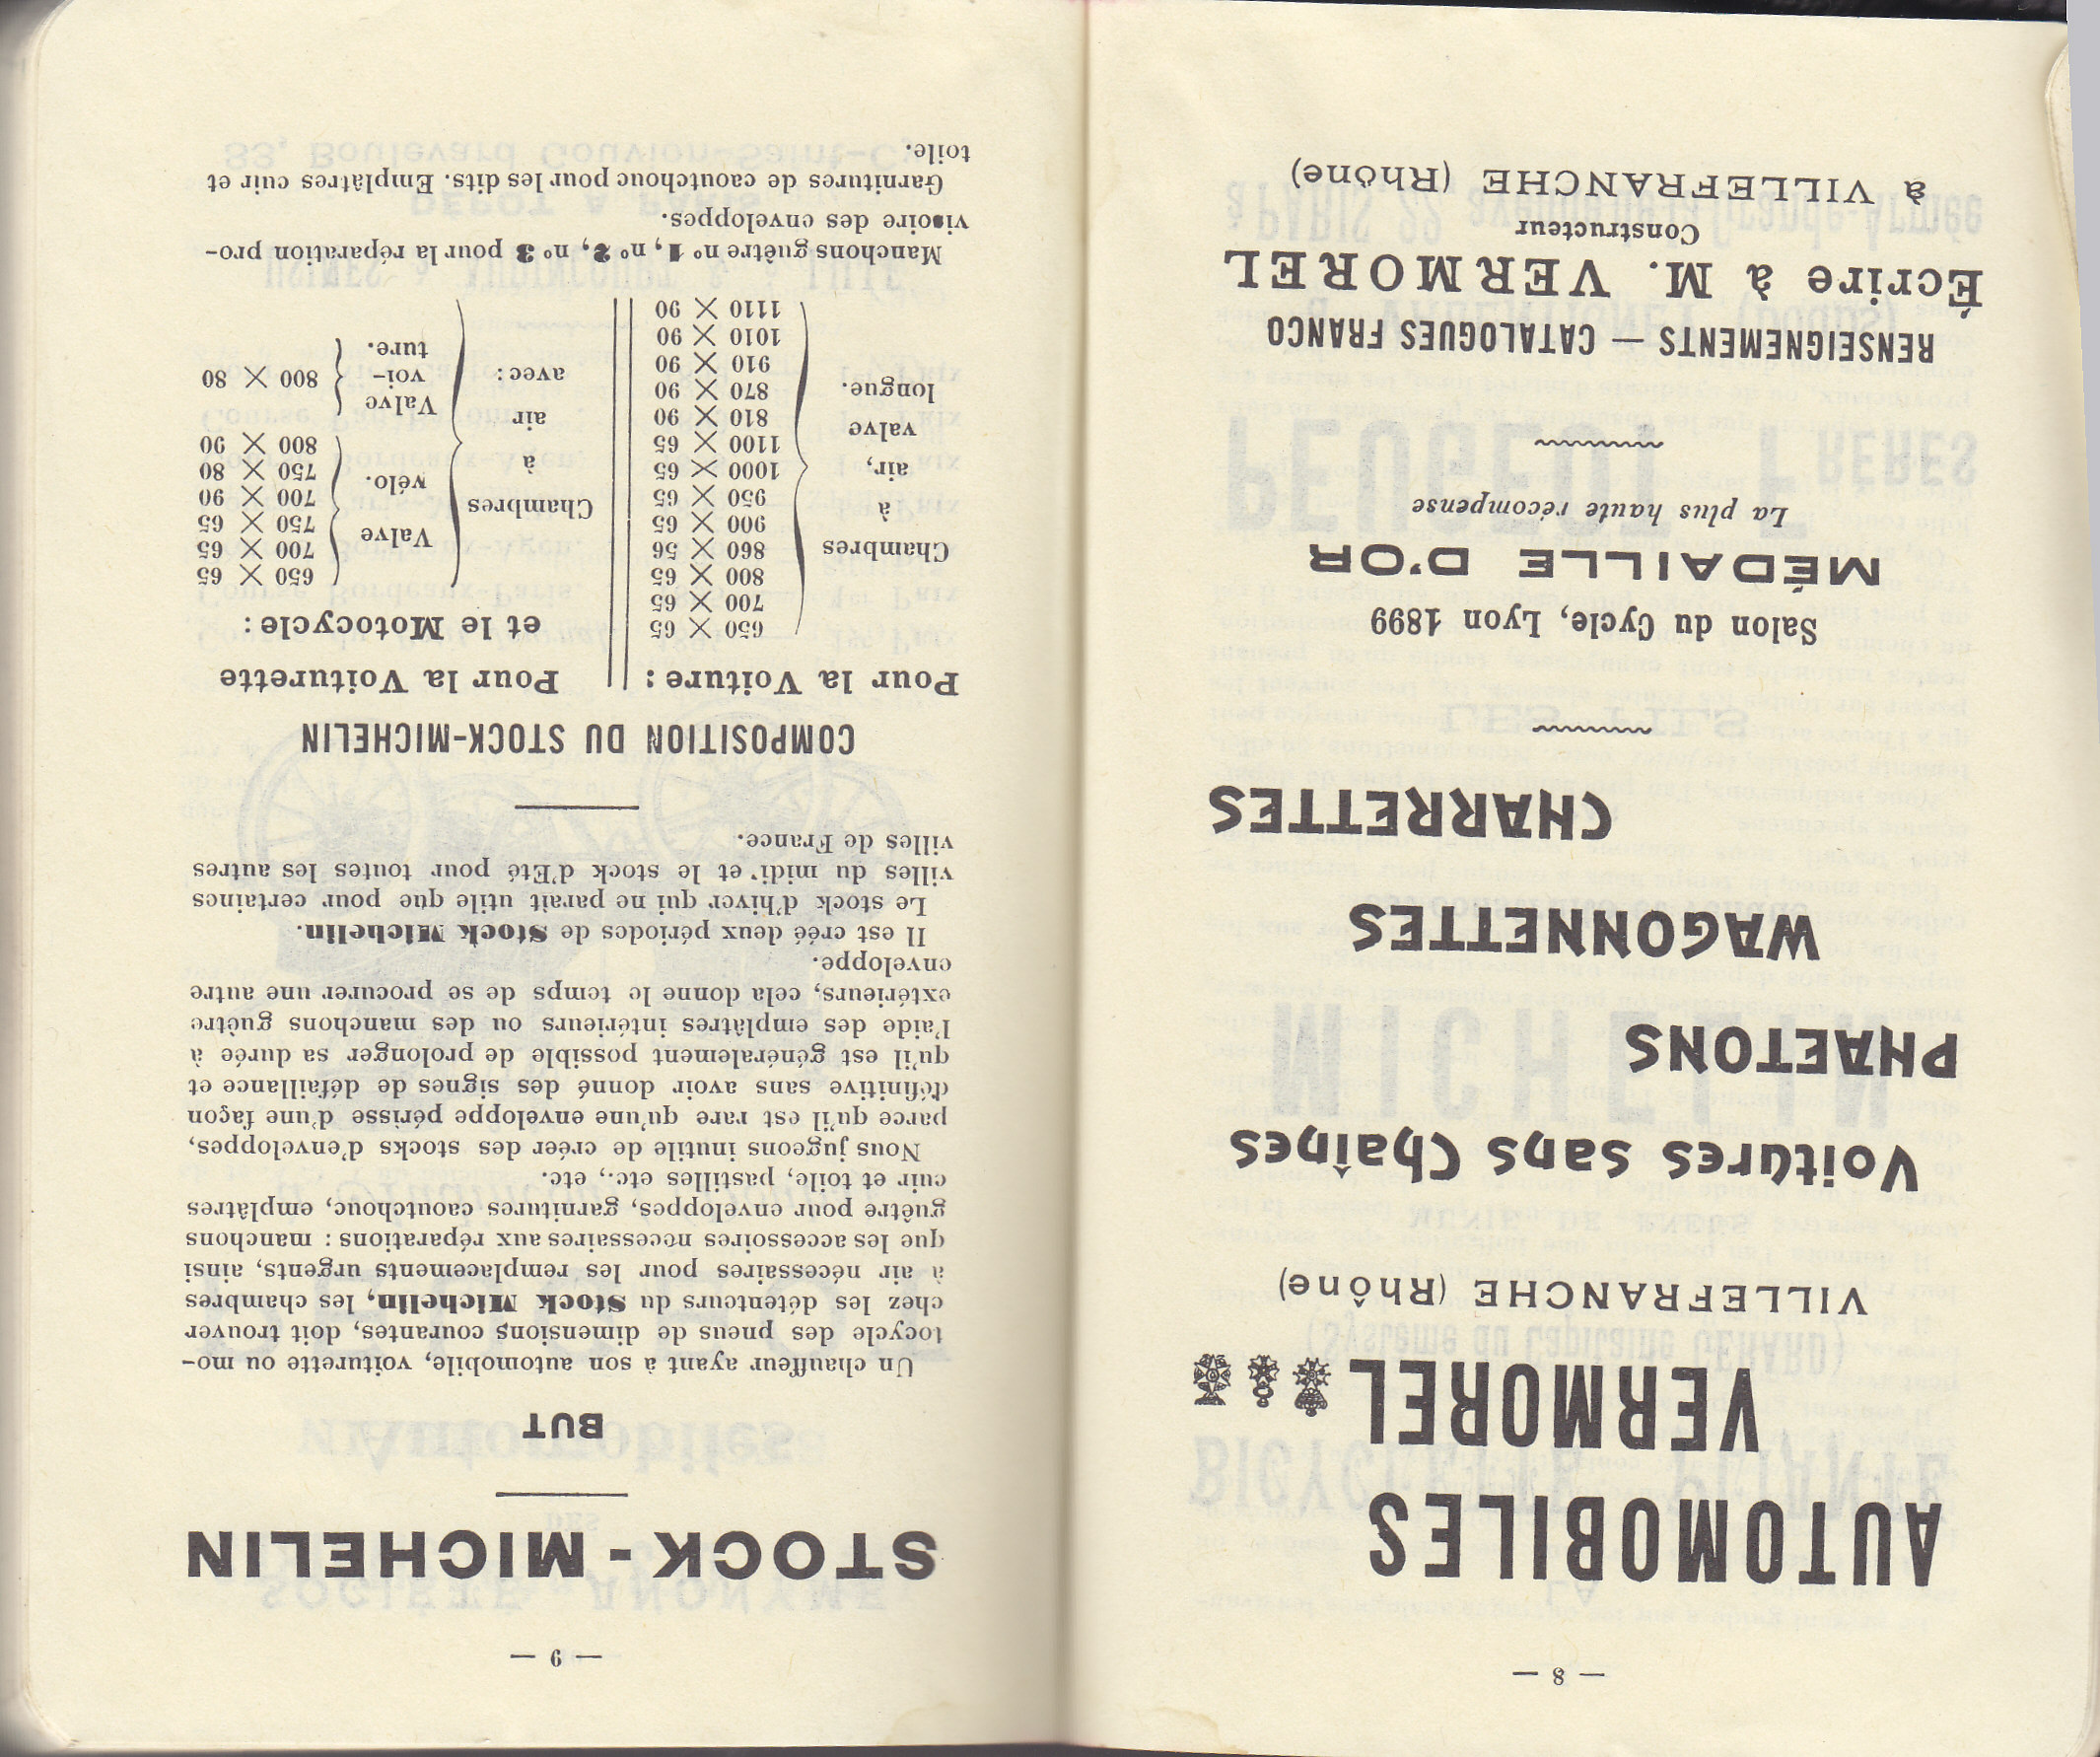 — 8 —
AUTOMOBILES
VERMOREL
VILLEFRANCHE (Rhône)
Voitures sans Chaînes
PHAETONS
WAGONNETTES
CHARRETTES
Salon du Cycle, Lyon 1899
MÉDAILLE D'OR
La plus haute récompense
RENSEIGNEMENTS — CATALOGUES FRANCO
Écrire à M. VERMOREL
Constructeur
à VILLEFRANCHE (Rhône)
— 9 —
STOCK - MICHELIN
BUT
Un chauffeur ayant à son automobile, voiturette ou mo-
tocycle des pneus de dimensions courantes, doit trouver
chez les détenteurs du Stock Michelin, les chambres
à air nécessaires pour les remplacements urgents, ainsi
que les accessoires nécessaires aux réparations : manchons
guêtre pour enveloppes, garnitures caoutchouc, emplâtres
cuir et toile, pastilles etc., etc.
Nous jugeons inutile de créer des stocks d'enveloppes,
parce qu'il est rare qu'une enveloppe périsse d'une façon
définitive sans avoir donné des signes de défaillance et
qu'il est généralement possible de prolonger sa durée à
l'aide des emplâtres intérieurs ou des manchons guêtre
extérieurs, cela donne le temps de se procurer une autre
enveloppe.
Il est créé deux périodes de Stock Michelin.
Le stock d'hiver qui ne parait utile que pour certaines
villes du midi et le stock d'Eté pour toutes les autres
villes de France.
COMPOSITION DU STOCK-MICHELIN
Pour la Voiture :
Chambres
à
air,
valve
longue.
650 × 65
700 × 65
800 × 65
860 × 56
900 × 65
950 × 65
1000 × 65
1100 × 65
810 × 90
870 × 90
910 × 90
1010 × 90
1110 × 90
Pour la Voiturette
et le Motocycle :
Chambres
à
air
avec :
Valve
vélo.
650 × 65
700 × 65
750 × 65
700 × 90
750 × 80
800 × 90
Valve
voi-
ture.
800 × 80
Manchons guêtre n° 1, n° 2, n° 3 pour la réparation pro-
visoire des enveloppes.
Garnitures de caoutchouc pour les dits. Emplâtres cuir et
toile.